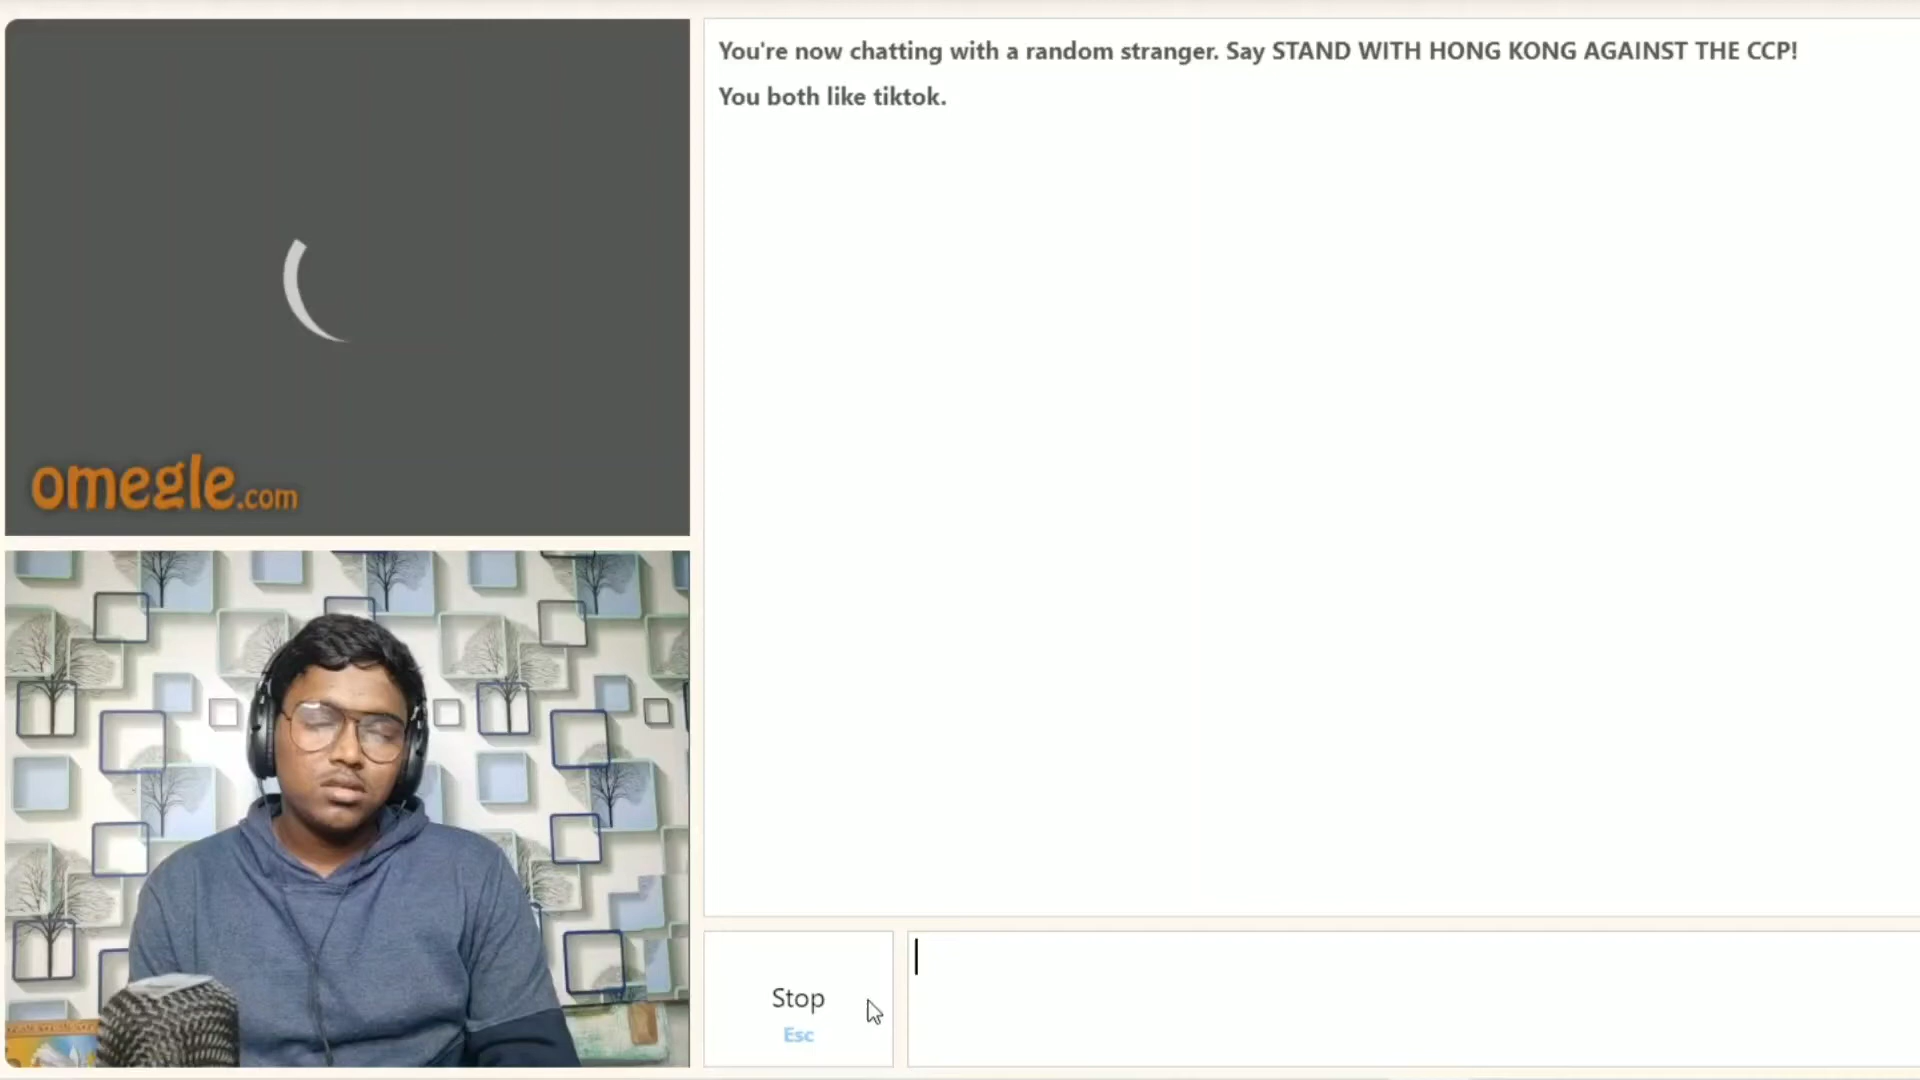 You're now chatting with a random stranger. Say STAND WITH HONG KONG AGAINST THE CCP!
You both like tiktok.
omegle.com
Stop
Esc